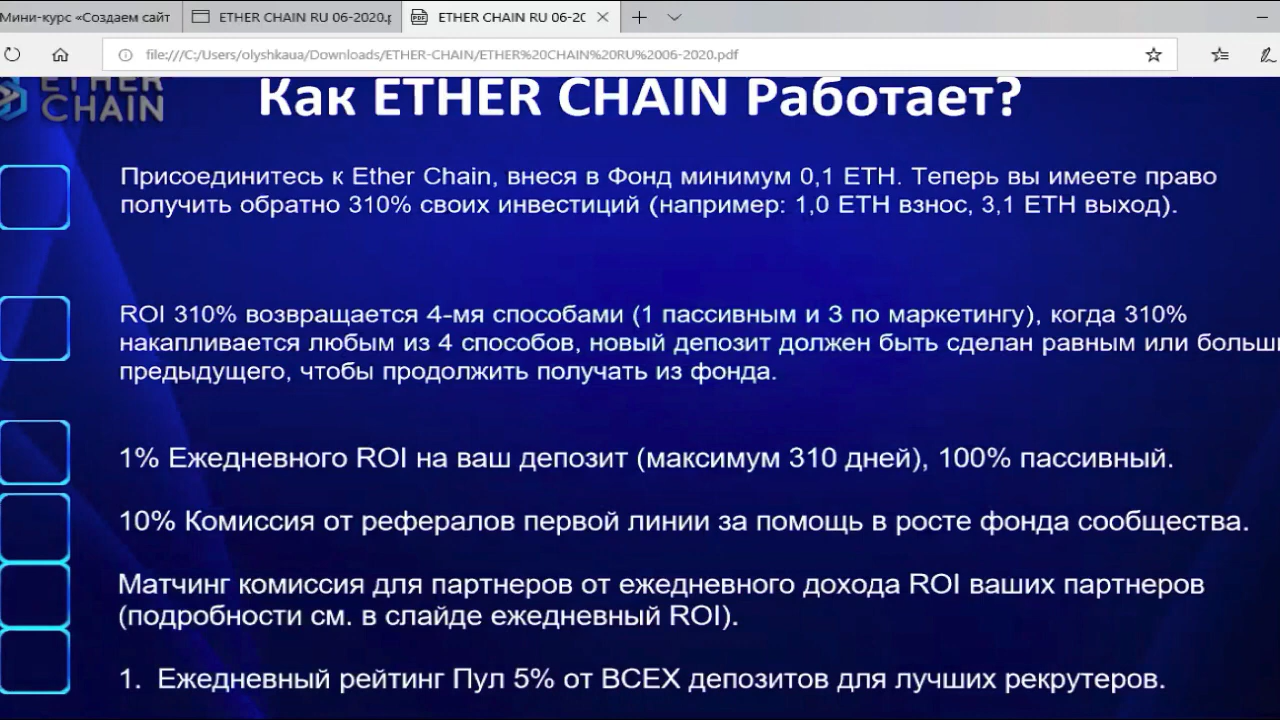 Мини-курс «Создаем сайт
ETHER CHAIN RU 06-2020.p
ETHER CHAIN RU 06-20
file:///C:/Users/olyshkaua/Downloads/ETHER-CHAIN/ETHER%20CHAIN%20RU%2006-2020.pdf
ETHER
CHAIN
Как ETHER CHAIN Работает?
Присоединитесь к Ether Chain, внеся в Фонд минимум 0,1 ETH. Теперь вы имеете право
получить обратно 310% своих инвестиций (например: 1,0 ETH взнос, 3,1 ETH выход).
ROI 310% возвращается 4-мя способами (1 пассивным и 3 по маркетингу), когда 310%
накапливается любым из 4 способов, новый депозит должен быть сделан равным или больш
предыдущего, чтобы продолжить получать из фонда.
1% Ежедневного ROI на ваш депозит (максимум 310 дней), 100% пассивный.
10% Комиссия от рефералов первой линии за помощь в росте фонда сообщества.
Матчинг комиссия для партнеров от ежедневного дохода ROI ваших партнеров
(подробности см. в слайде ежедневный ROI).
1. Ежедневный рейтинг Пул 5% от ВСЕХ депозитов для лучших рекрутеров.